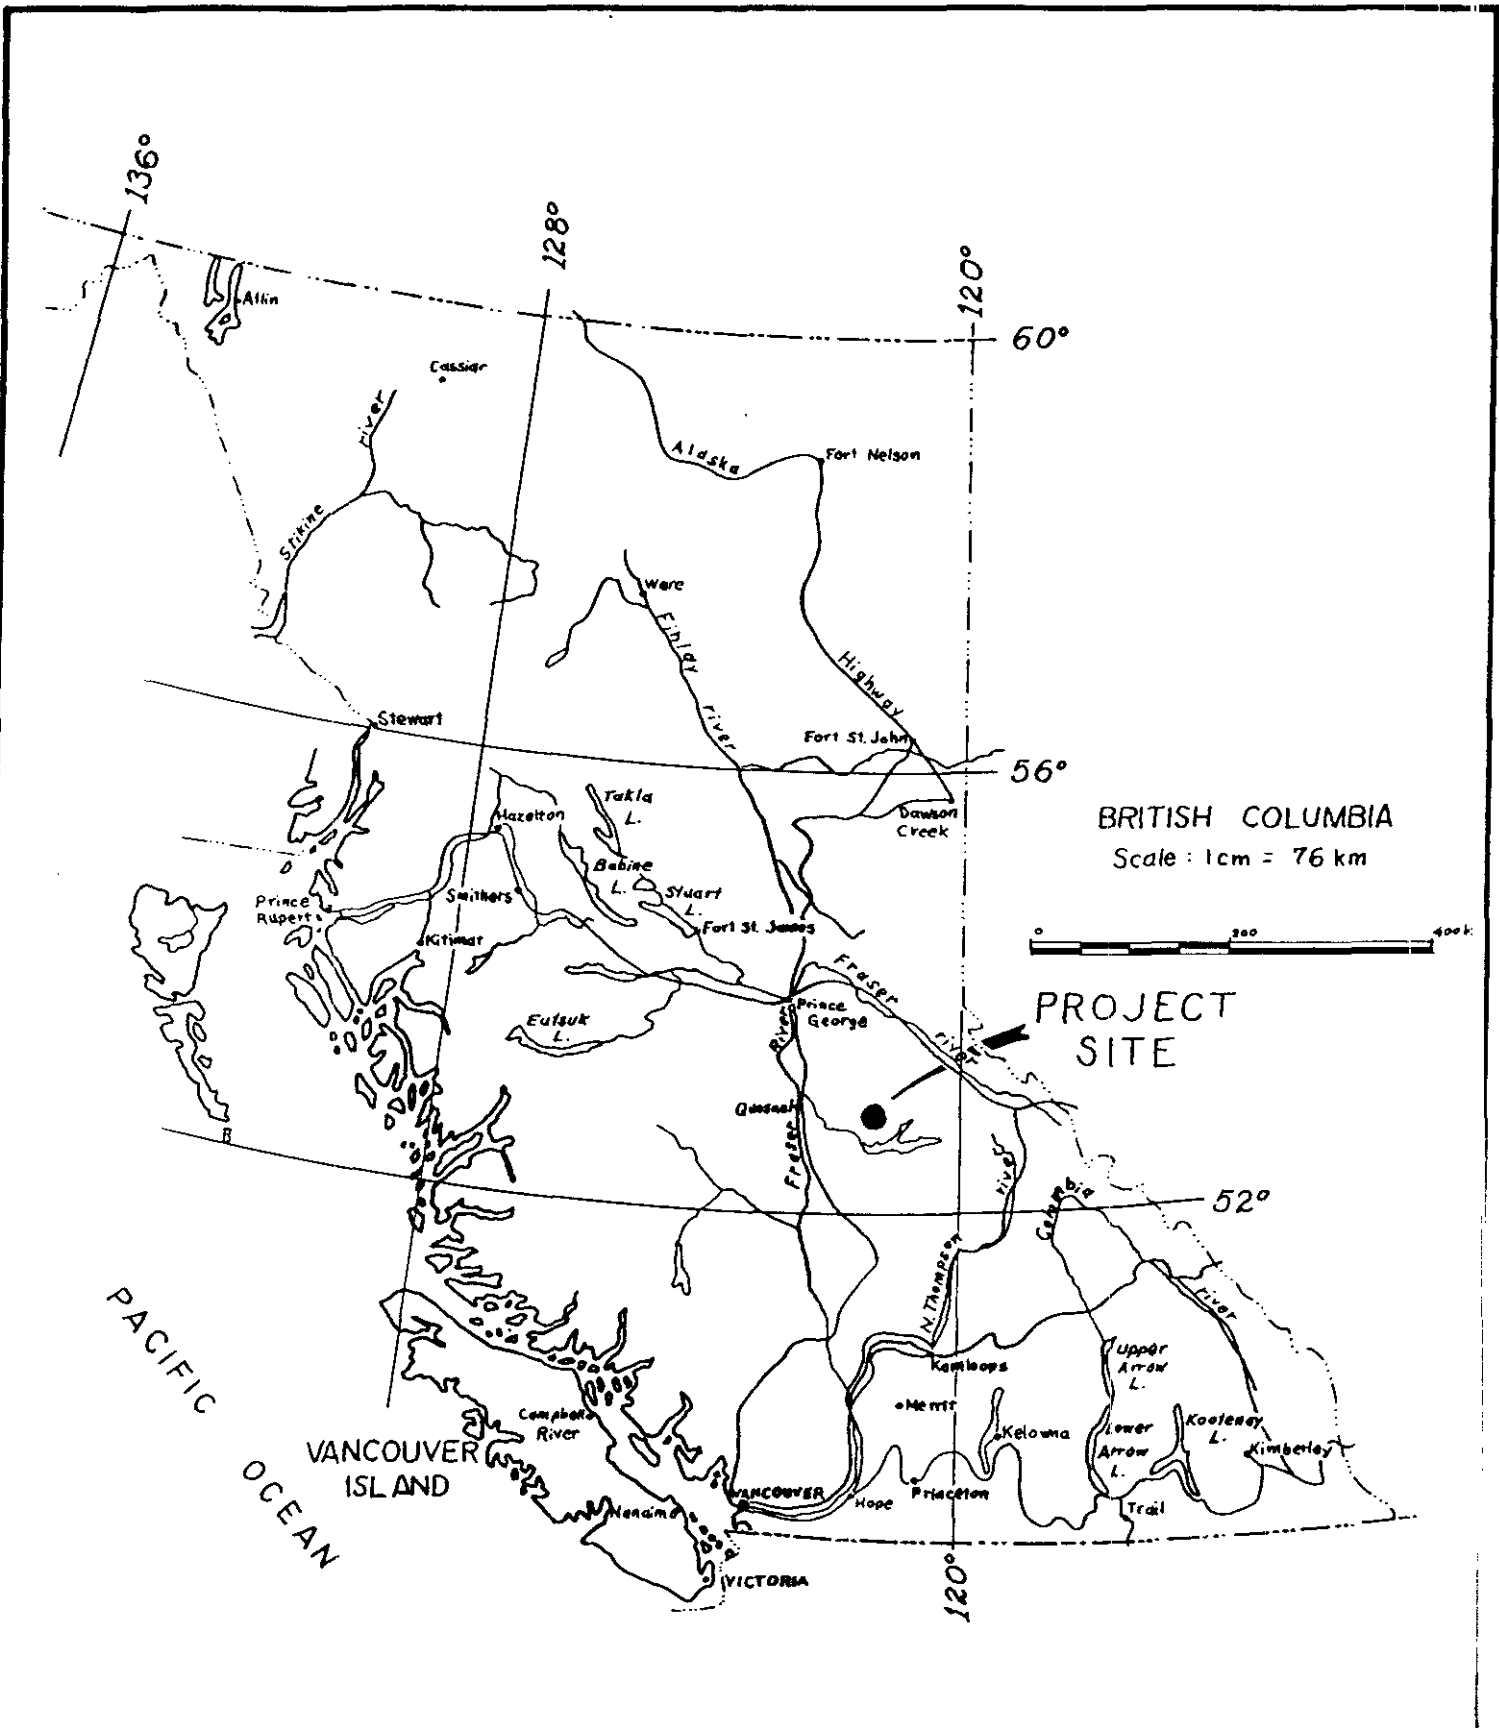 136°
128°
120°
60°
Atlin
Cassiar
river
Stikine
Alaska
Fort Nelson
Ware
Finlay
river
Highway
Stewart
Fort St. John
56°
Takla
L.
Hazelton
Dawson
Creek
BRITISH COLUMBIA
Scale : 1cm = 76 km
Babine
L.
Stuart
L.
Smithers
Prince
Rupert
Fort St. James
Kitimat
0
200
400k
Fraser
river
PROJECT
SITE
Prince
George
River
Eutsuk
L.
Quesnel
Fraser
river
Columbia
52°
river
N. Thompson
Kamloops
Upper
Arrow
L.
Merritt
Kelowna
Lower
Arrow
L.
Kootenay
L.
Kimberley
PACIFIC
OCEAN
Campbell
River
VANCOUVER
ISLAND
VANCOUVER
Hope
Princeton
Trail
Nanaimo
VICTORIA
120°